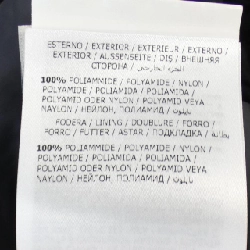 ESTERNO / EXTERIOR / EXTERIEUR / EXTERNO /
EXTERIOR / AUSSENSEITE / DIŞ / ВНЕШНЯЯ
СТОРОНА /
100% POLIAMMIDE / POLYAMIDE / NYLON /
POLYAMIDE / POLIAMIDA / POLIAMIDA /
POLYAMID ODER NYLON / POLYAMID VEYA
NAYLON / НЕЙЛОН, ПОЛИАМИД /
FODERA / LINING / DOUBLURE / FORRO /
FORRO / FUTTER / ASTAR / ПОДКЛАДКА /
100% POLIAMMIDE / POLYAMIDE / NYLON /
POLYAMIDE / POLIAMIDA / POLIAMIDA /
POLYAMID ODER NYLON / POLYAMID VEYA
NAYLON / НЕЙЛОН, ПОЛИАМИД /